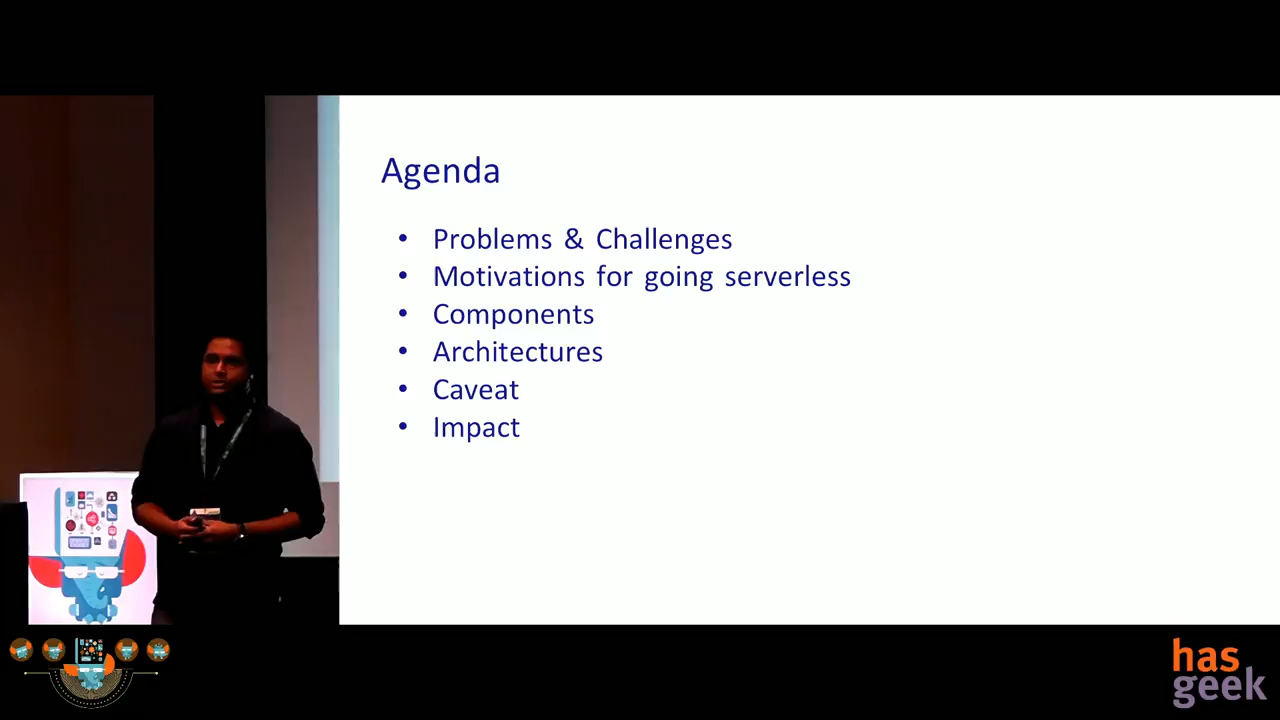 Agenda
• Problems & Challenges
• Motivations for going serverless
• Components
• Architectures
• Caveat
• Impact
has
geek